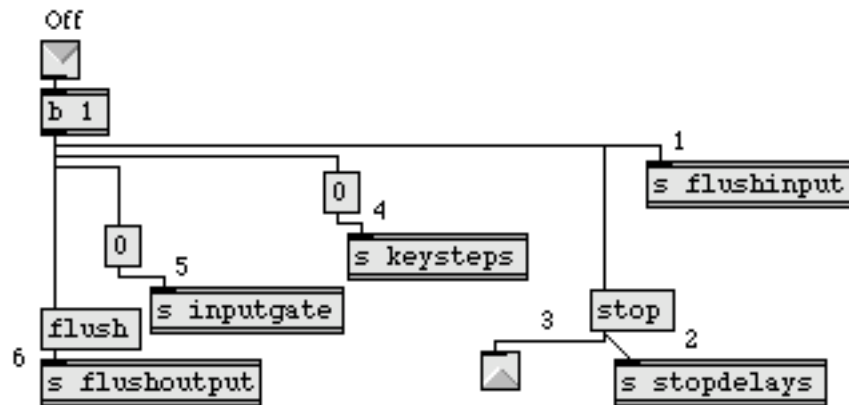 Off
b 1
1
s flushinput
0
4
s keysteps
0
5
s inputgate
flush
6
s flushoutput
stop
3
2
s stopdelays